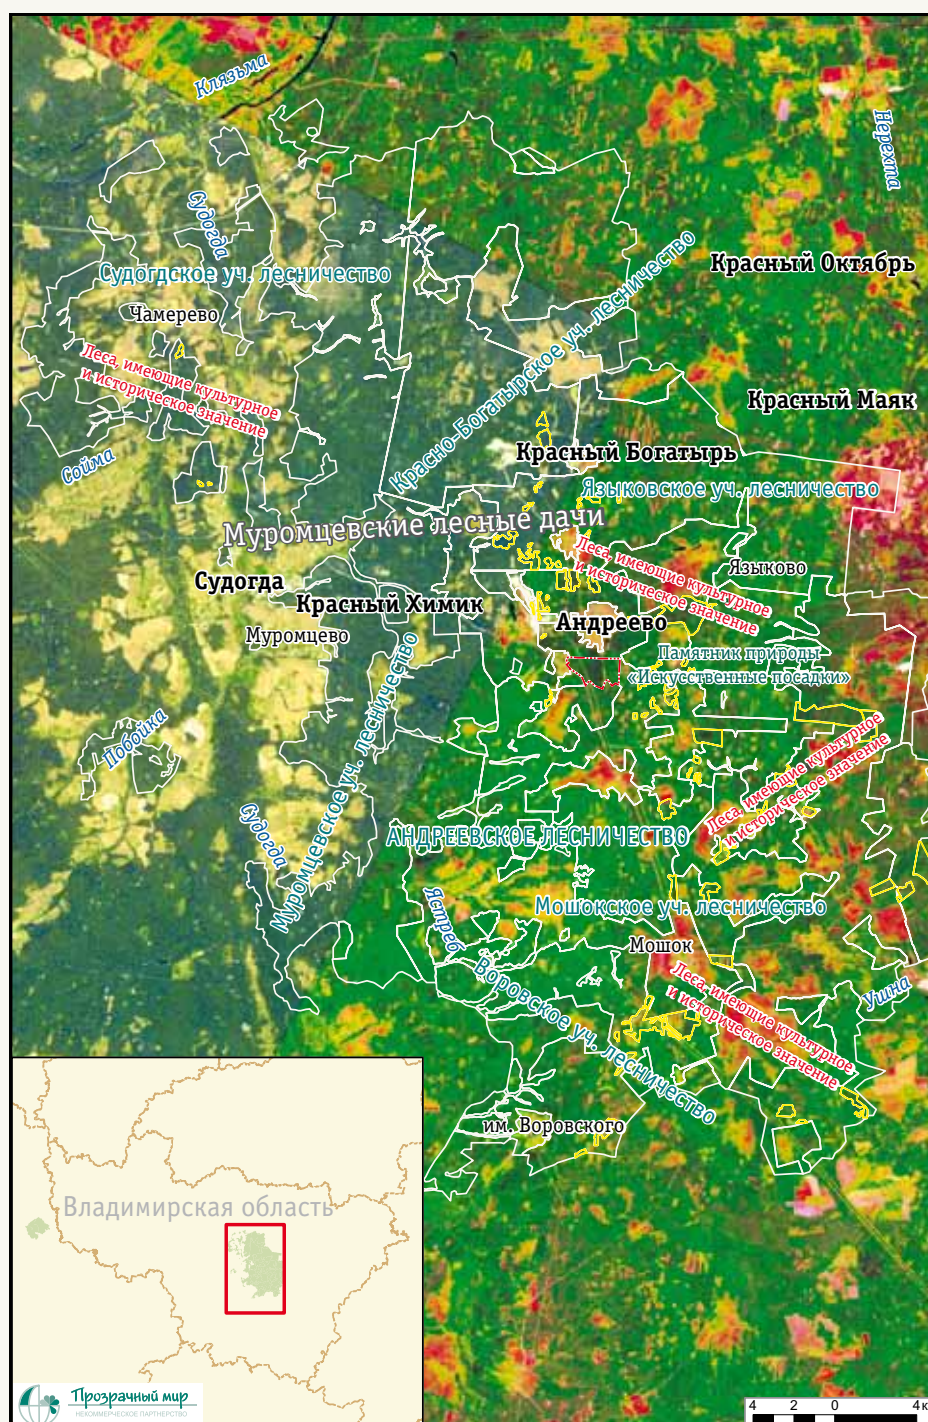 Клязьма
Нерехта
Судогда
Судогдское уч. лесничество
Красный Октябрь
Чамерево
Леса, имеющие культурное
и историческое значение
Красно-Богатырское уч. лесничество
Красный Маяк
Сойма
Красный Богатырь
Языковское уч. лесничество
Муромцевские лесные дачи
Леса, имеющие культурное
и историческое значение
Языково
Судогда
Красный Химик
Андреево
Муромцево
Памятник природы
«Искусственные посадки»
Побойка
Муромцевское уч. лесничество
Леса, имеющие культурное
и историческое значение
Судогда
АНДРЕЕВСКОЕ ЛЕСНИЧЕСТВО
Ястреб
Мошокское уч. лесничество
Мошок
Воровское уч. лесничество
Леса, имеющие культурное
и историческое значение
Ушна
им. Воровского
Владимирская область
Прозрачный мир
НЕКОММЕРЧЕСКОЕ ПАРТНЕРСТВО
4 2 0 4к